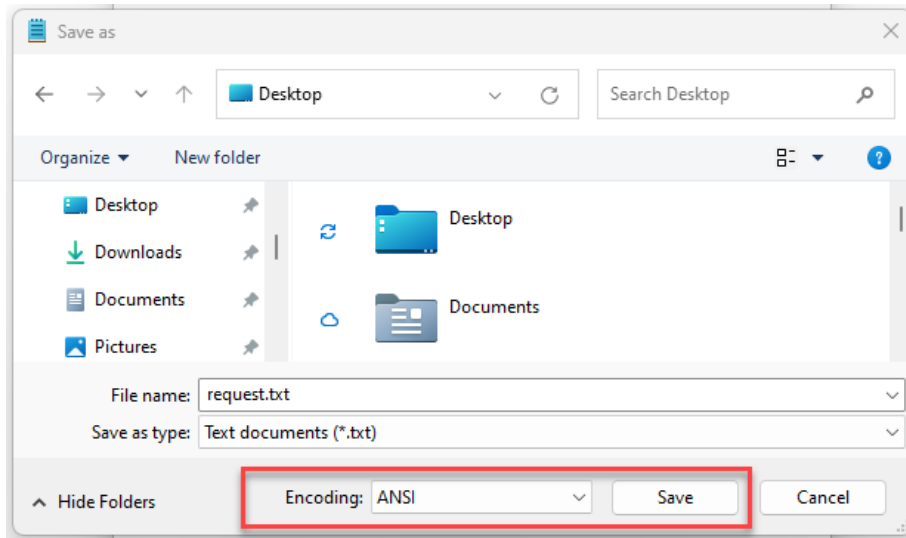 Save as
Desktop
Search Desktop
Organize
New folder
?
Desktop
Downloads
Documents
Pictures
Desktop
Documents
File name: request.txt
Save as type: Text documents (*.txt)
Hide Folders
Encoding: ANSI
Save
Cancel